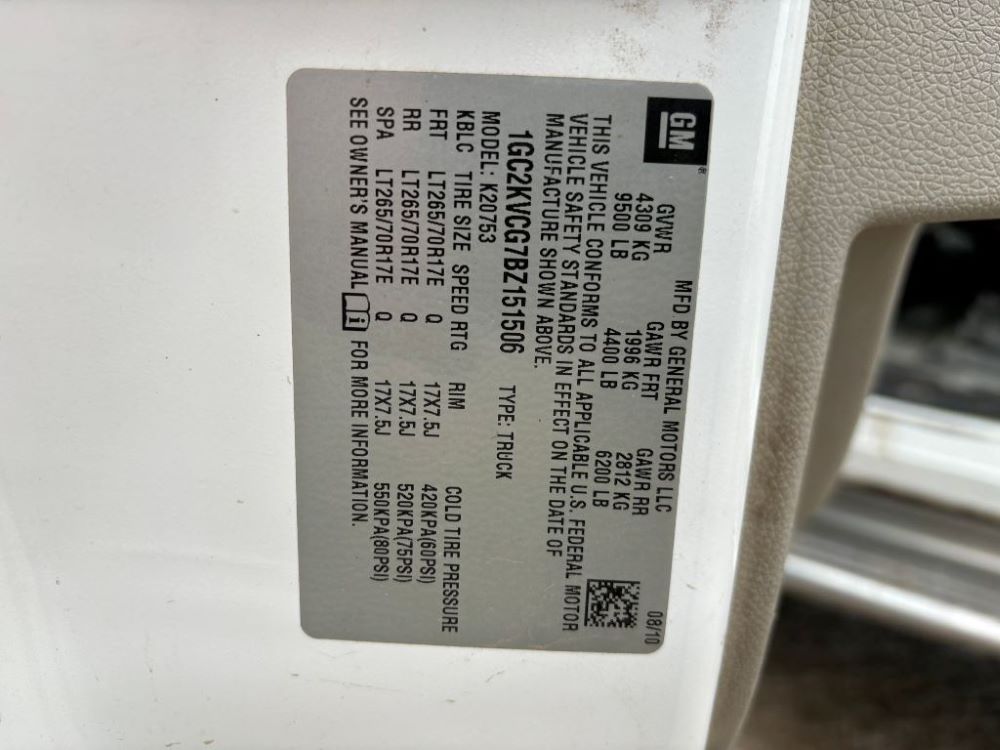 GM®
MFD BY GENERAL MOTORS LLC 08/10
GVWR GAWR FRT GAWR RR
4309 KG 1996 KG 2812 KG
9500 LB 4400 LB 6200 LB
THIS VEHICLE CONFORMS TO ALL APPLICABLE U.S. FEDERAL MOTOR
VEHICLE SAFETY STANDARDS IN EFFECT ON THE DATE OF
MANUFACTURE SHOWN ABOVE.
1GC2KVCG7BZ151506 TYPE: TRUCK
MODEL: K20753
KBLC TIRE SIZE SPEED RTG RIM COLD TIRE PRESSURE
FRT LT265/70R17E Q 17X7.5J 420KPA(60PSI)
RR LT265/70R17E Q 17X7.5J 520KPA(75PSI)
SPA LT265/70R17E Q 17X7.5J 550KPA(80PSI)
SEE OWNER'S MANUAL i FOR MORE INFORMATION.